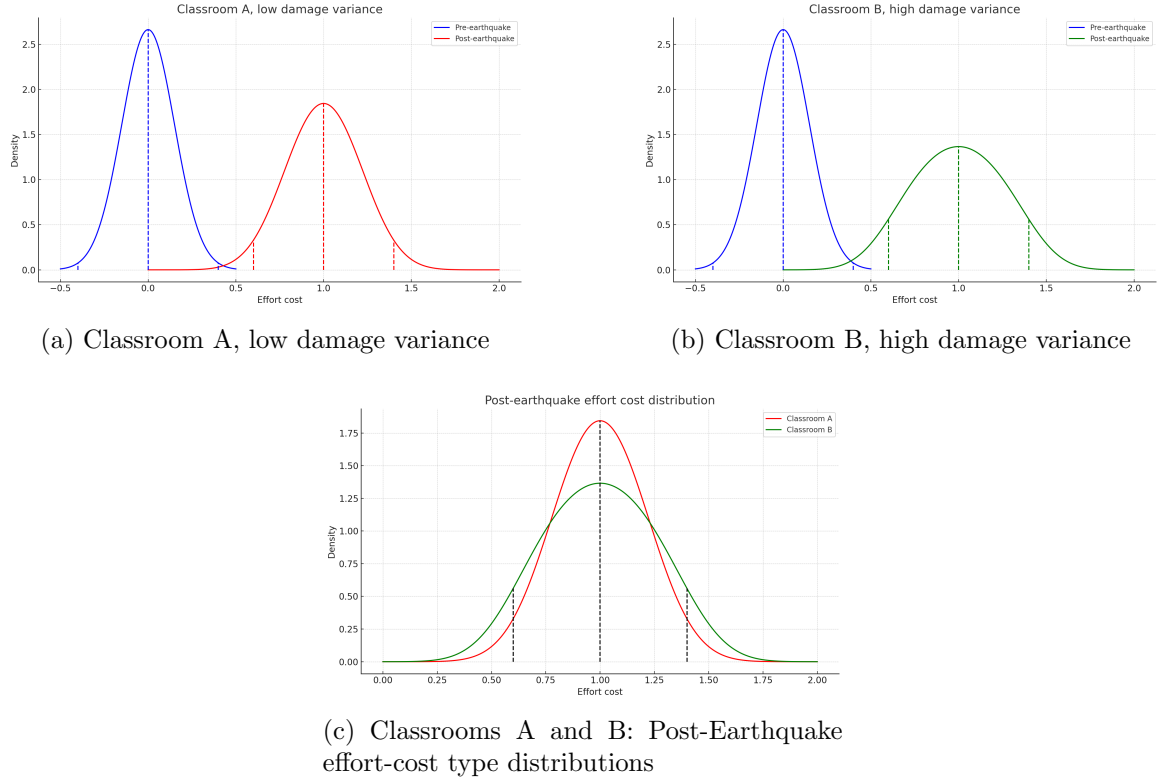 Classroom A, low damage variance
Pre-earthquake
Post-earthquake
2.5
2.0
1.5
1.0
0.5
0.0
Density
−0.5 0.0 0.5 1.0 1.5 2.0
Effort cost
(a) Classroom A, low damage variance
Classroom B, high damage variance
Pre-earthquake
Post-earthquake
2.5
2.0
1.5
1.0
0.5
0.0
Density
−0.5 0.0 0.5 1.0 1.5 2.0
Effort cost
(b) Classroom B, high damage variance
Post-earthquake effort cost distribution
Classroom A
Classroom B
1.75
1.50
1.25
1.00
0.75
0.50
0.25
0.00
Density
0.00 0.25 0.50 0.75 1.00 1.25 1.50 1.75 2.00
Effort cost
(c) Classrooms A and B: Post-Earthquake
effort-cost type distributions